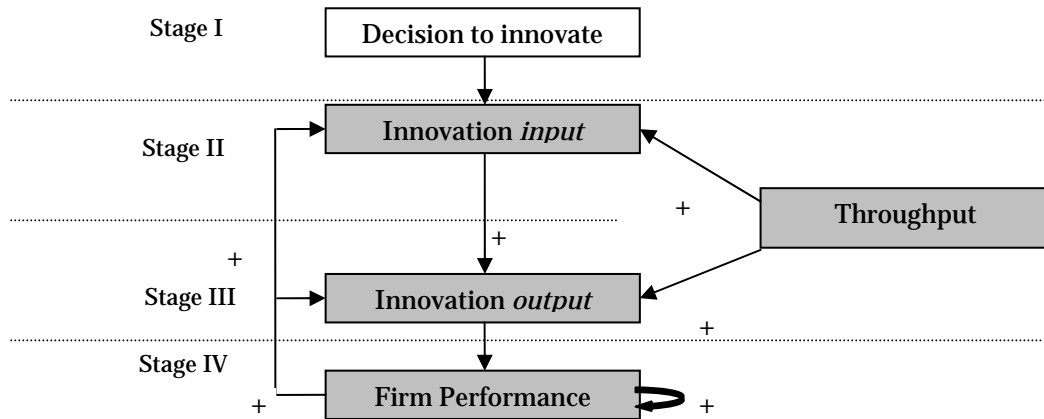 Stage I
Decision to innovate
Innovation input
Stage II
+
Throughput
+
+
Stage III
Innovation output
+
Stage IV
Firm Performance
+
+